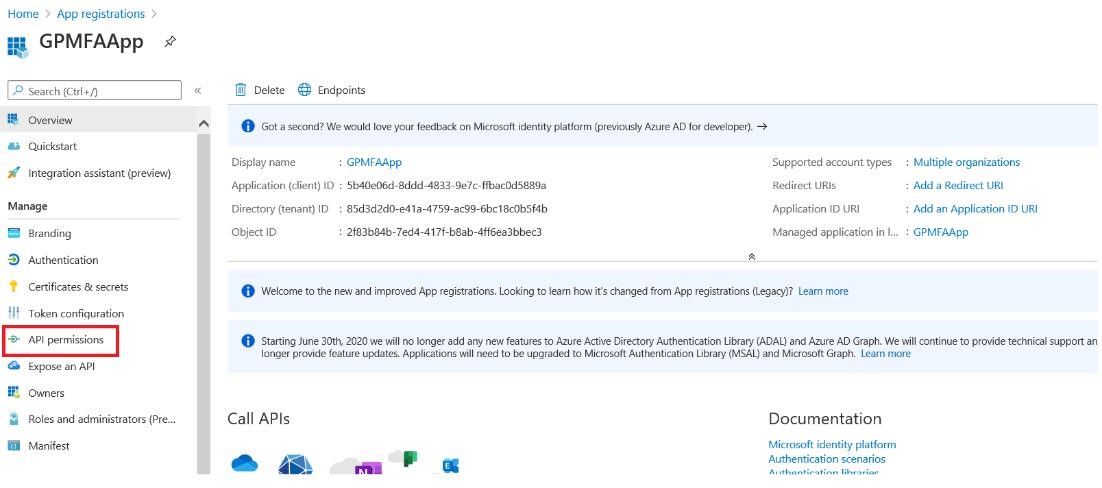 Home > App registrations >
GPMFAApp
Search (Ctrl+/)
«
Overview
Quickstart
Integration assistant (preview)
Manage
Branding
Authentication
Certificates & secrets
Token configuration
API permissions
Expose an API
Owners
Roles and administrators (Pre...
Manifest
Delete Endpoints
Got a second? We would love your feedback on Microsoft identity platform (previously Azure AD for developer). →
Display name : GPMFAApp
Application (client) ID : 5b40e06d-8ddd-4833-9e7c-ffbac0d5889a
Directory (tenant) ID : 85d3d2d0-e41a-4759-ac99-6bc18c0b5f4b
Object ID : 2f83b84b-7ed4-417f-b8ab-4ff6ea3bbec3
Supported account types : Multiple organizations
Redirect URIs : Add a Redirect URI
Application ID URI : Add an Application ID URI
Managed application in l... : GPMFAApp
Welcome to the new and improved App registrations. Looking to learn how it's changed from App registrations (Legacy)? Learn more
Starting June 30th, 2020 we will no longer add any new features to Azure Active Directory Authentication Library (ADAL) and Azure AD Graph. We will continue to provide technical support an
longer provide feature updates. Applications will need to be upgraded to Microsoft Authentication Library (MSAL) and Microsoft Graph. Learn more
Call APIs
N
E
Documentation
Microsoft identity platform
Authentication scenarios
Authentication libraries